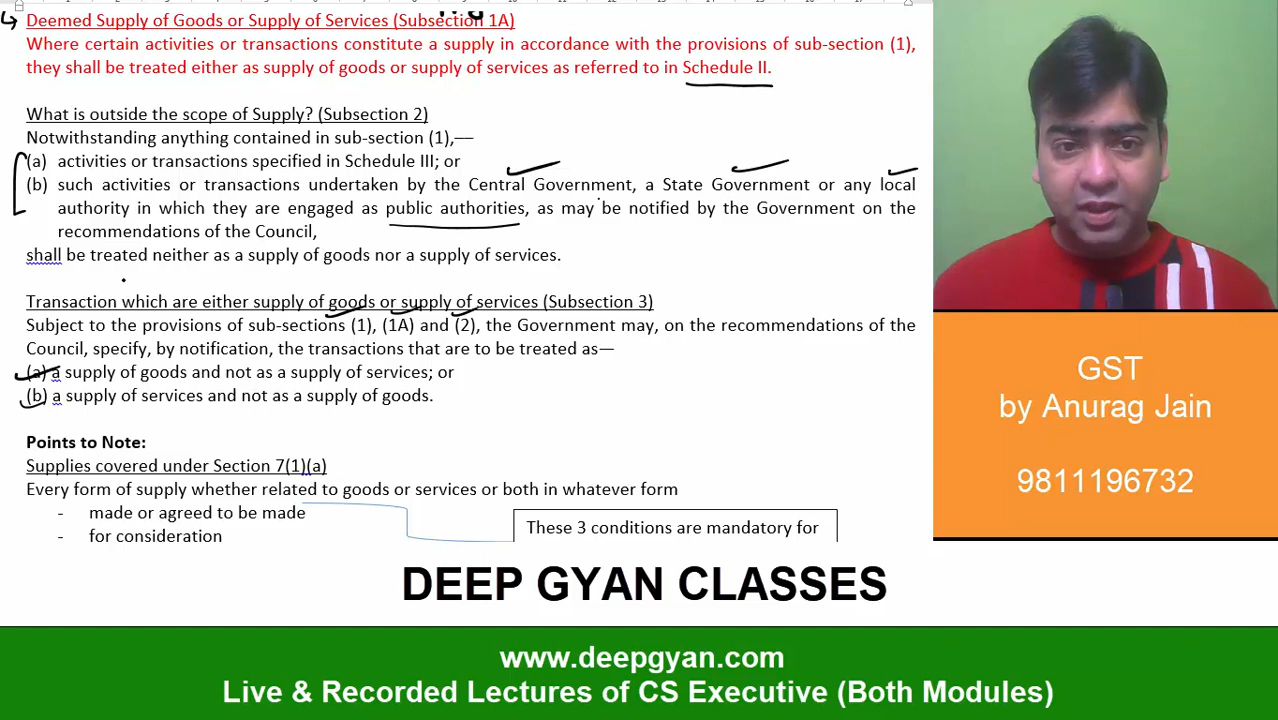 Deemed Supply of Goods or Supply of Services (Subsection 1A)
Where certain activities or transactions constitute a supply in accordance with the provisions of sub-section (1),
they shall be treated either as supply of goods or supply of services as referred to in Schedule II.
What is outside the scope of Supply? (Subsection 2)
Notwithstanding anything contained in sub-section (1),––
(a) activities or transactions specified in Schedule III; or
(b) such activities or transactions undertaken by the Central Government, a State Government or any local
authority in which they are engaged as public authorities, as may be notified by the Government on the
recommendations of the Council,
shall be treated neither as a supply of goods nor a supply of services.
Transaction which are either supply of goods or supply of services (Subsection 3)
Subject to the provisions of sub-sections (1), (1A) and (2), the Government may, on the recommendations of the
Council, specify, by notification, the transactions that are to be treated as—
(a) a supply of goods and not as a supply of services; or
(b) a supply of services and not as a supply of goods.
Points to Note:
Supplies covered under Section 7(1)(a)
Every form of supply whether related to goods or services or both in whatever form
- made or agreed to be made
- for consideration
These 3 conditions are mandatory for
GST
by Anurag Jain
9811196732
DEEP GYAN CLASSES
www.deepgyan.com
Live & Recorded Lectures of CS Executive (Both Modules)